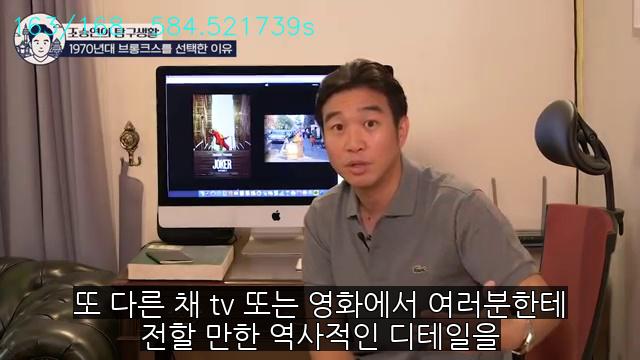 163/168 584.521739s
조승연의 탐구생활
1970년대 브롱크스를 선택한 이유
JOKER
또 다른 채 tv 또는 영화에서 여러분한테
전할 만한 역사적인 디테일을